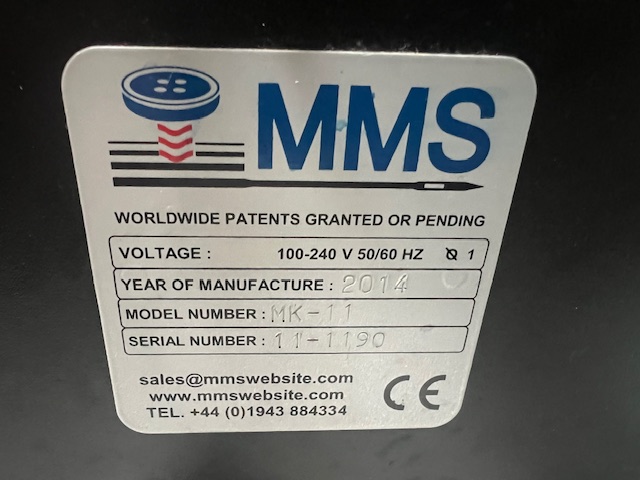 MMS
WORLDWIDE PATENTS GRANTED OR PENDING
VOLTAGE : 100-240 V 50/60 HZ Ø 1
YEAR OF MANUFACTURE : 2014
MODEL NUMBER : MK-11
SERIAL NUMBER : 11-1190
sales@mmswebsite.com
www.mmswebsite.com
TEL. +44 (0)1943 884334
CE